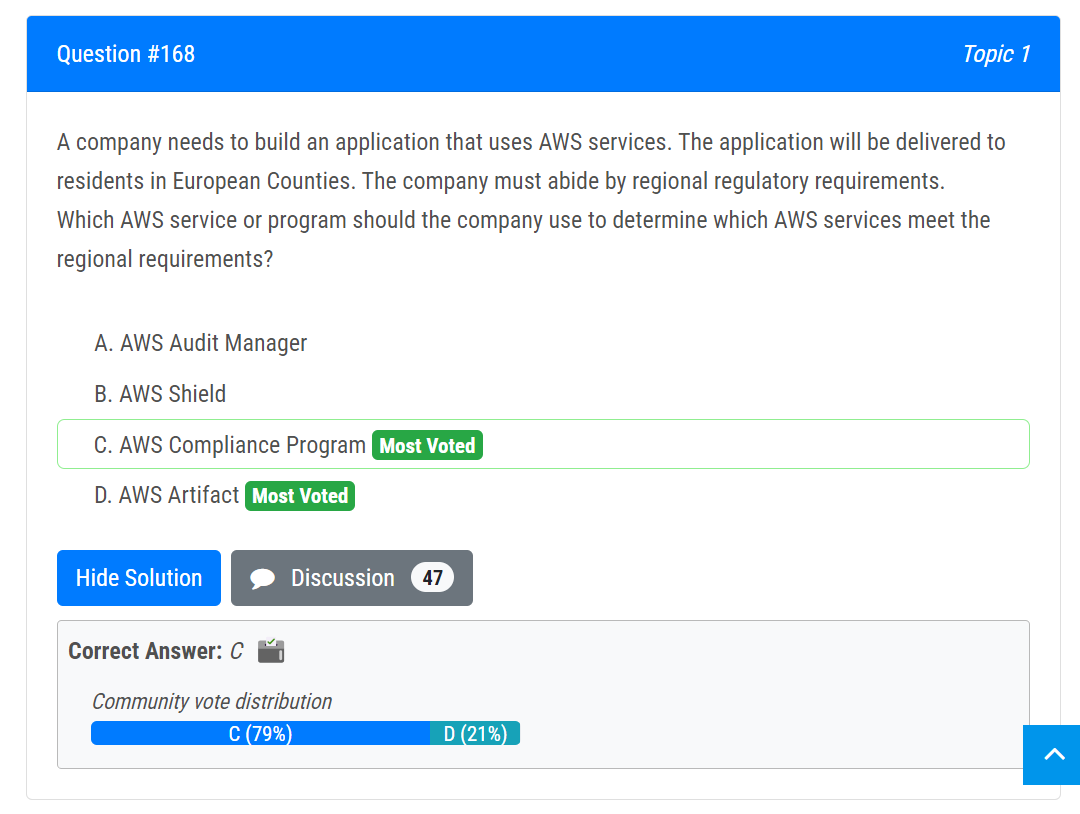 Question #168
Topic 1
A company needs to build an application that uses AWS services. The application will be delivered to
residents in European Counties. The company must abide by regional regulatory requirements.
Which AWS service or program should the company use to determine which AWS services meet the
regional requirements?
A. AWS Audit Manager
B. AWS Shield
C. AWS Compliance Program Most Voted
D. AWS Artifact Most Voted
Hide Solution
Discussion 47
Correct Answer: C
Community vote distribution
C (79%) D (21%)